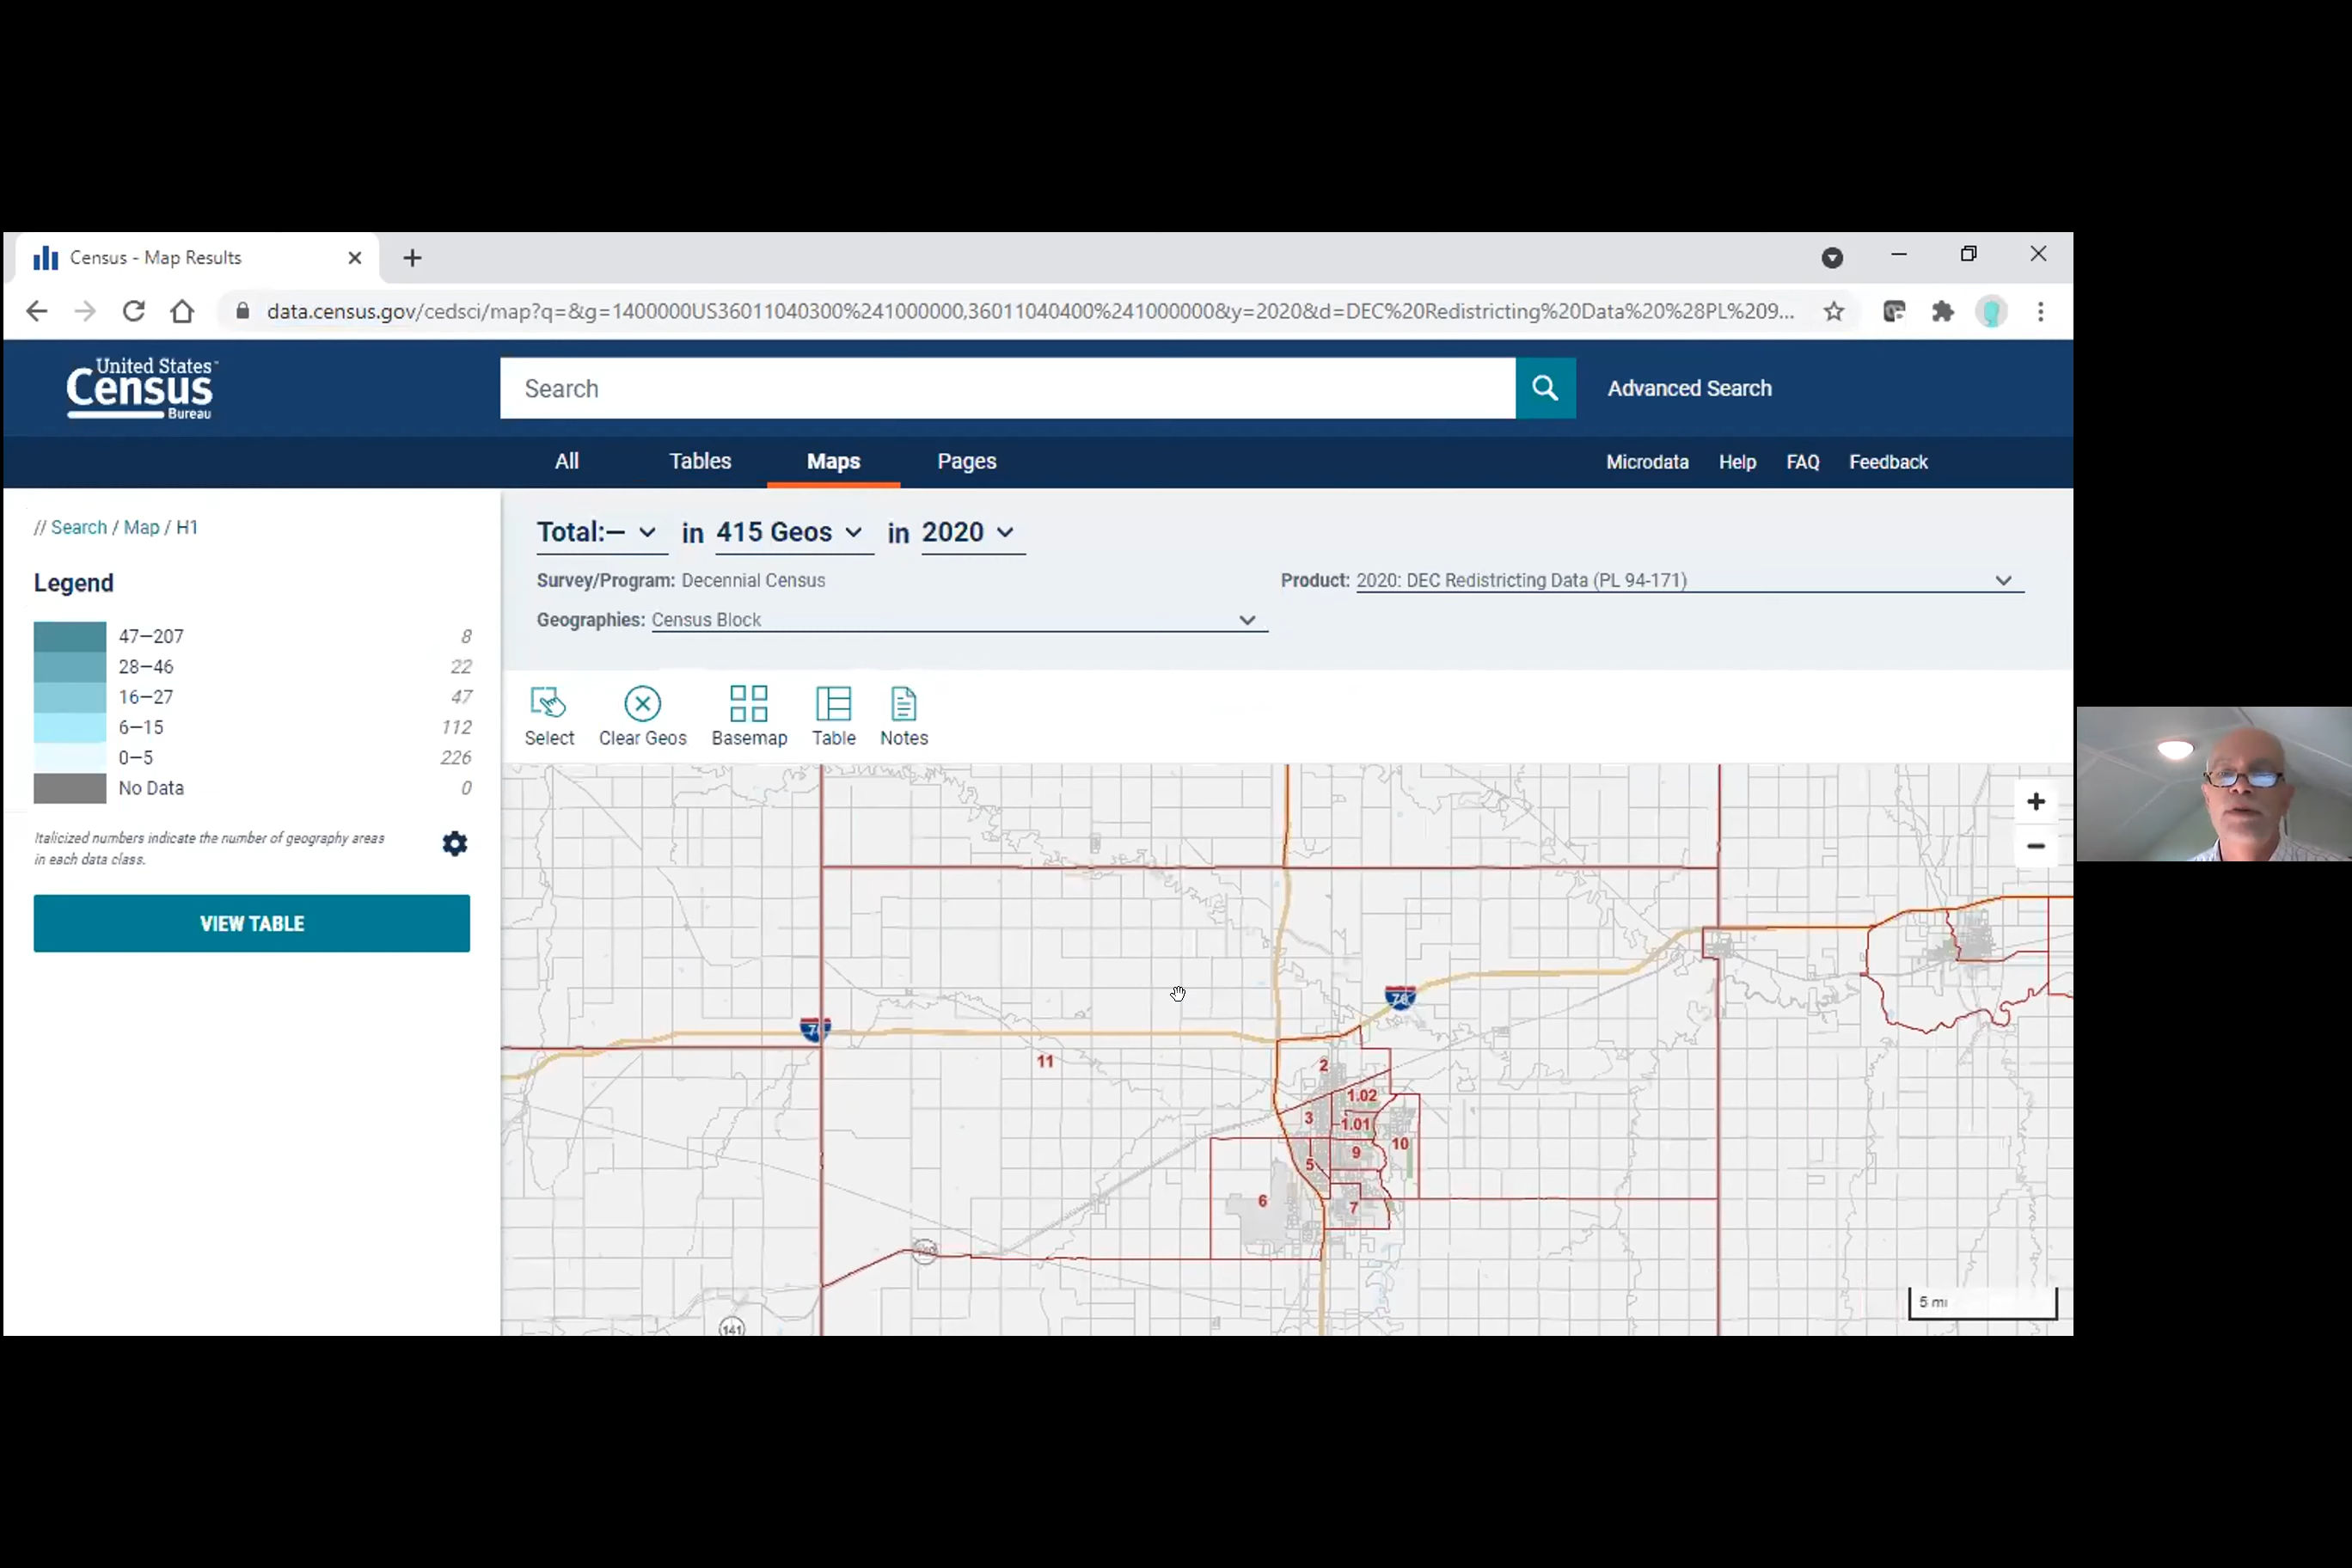 Census - Map Results
data.census.gov/cedsci/map?q=&g=1400000US36011040300%241000000,36011040400%241000000&y=2020&d=DEC%20Redistricting%20Data%20%28PL%209...
United States
Census
Bureau
Search
Advanced Search
All Tables Maps Pages Microdata Help FAQ Feedback
// Search / Map / H1
Total:— in 415 Geos in 2020
Survey/Program: Decennial Census Product: 2020: DEC Redistricting Data (PL 94-171)
Geographies: Census Block
Legend
47—207 8
28—46 22
16—27 47
6—15 112
0—5 226
No Data 0
Italicized numbers indicate the number of geography areas
in each data class.
VIEW TABLE
Select Clear Geos Basemap Table Notes
11
2
1.02
3
1.01
10
9
5
6
7
141
5 mi